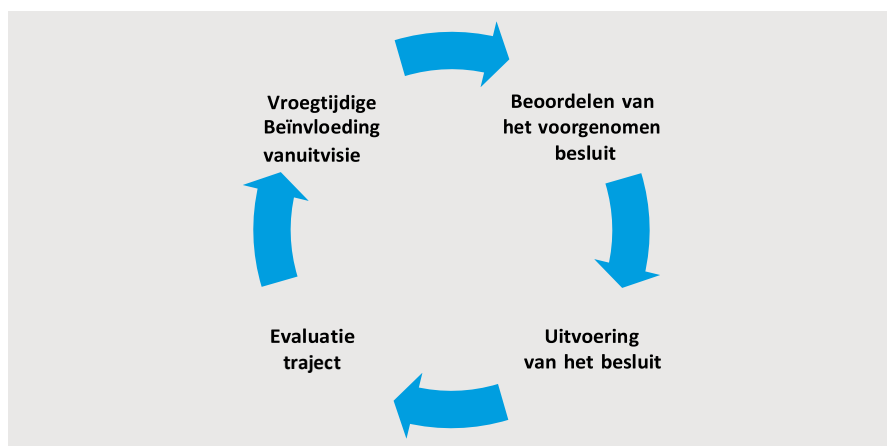 Vroegtijdige
Beïnvloeding
vanuitvisie
Beoordelen van
het voorgenomen
besluit
Evaluatie
traject
Uitvoering
van het besluit